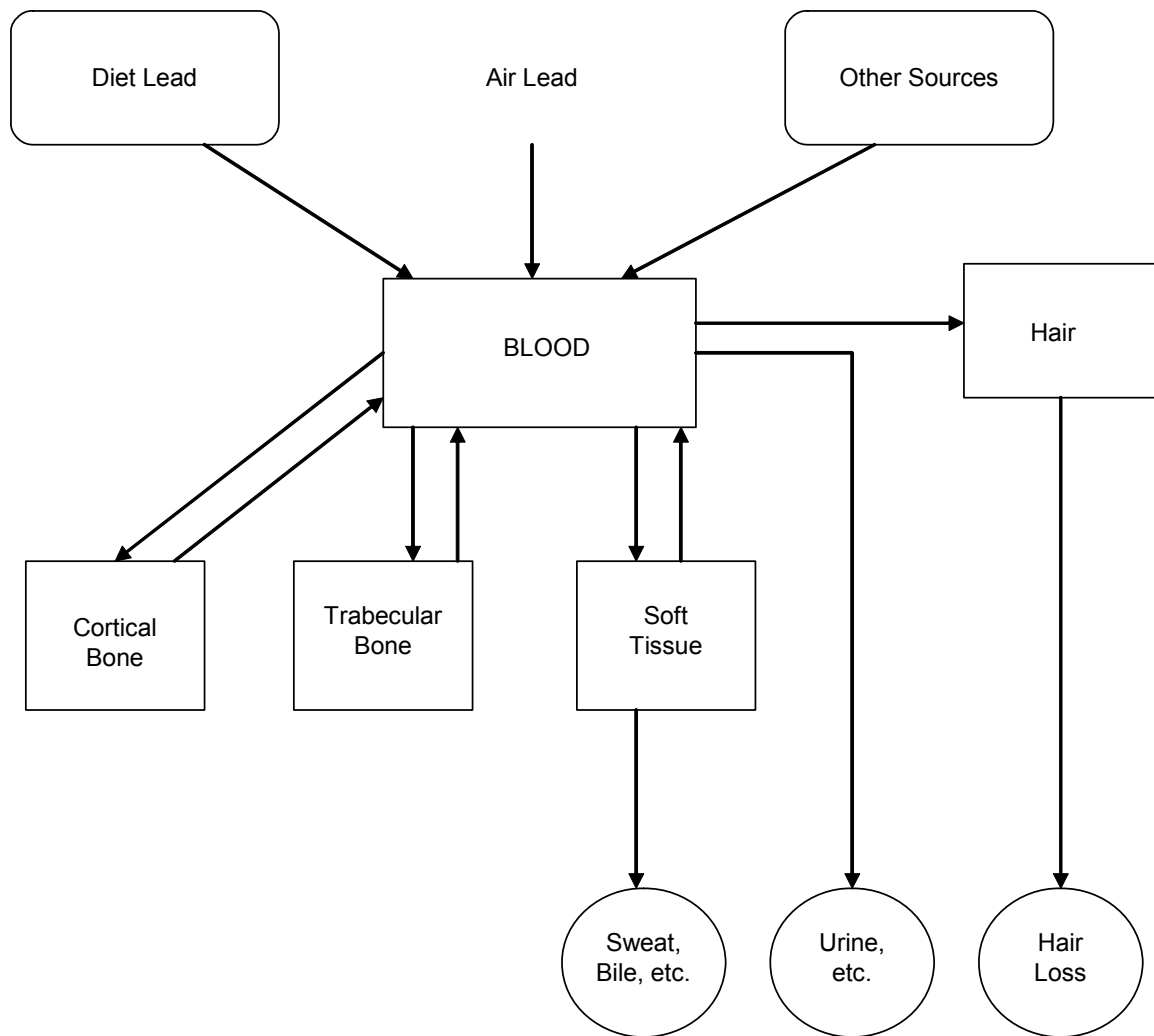 Diet Lead
Air Lead
Other Sources
BLOOD
Hair
Cortical
Bone
Trabecular
Bone
Soft
Tissue
Sweat,
Bile, etc.
Urine,
etc.
Hair
Loss